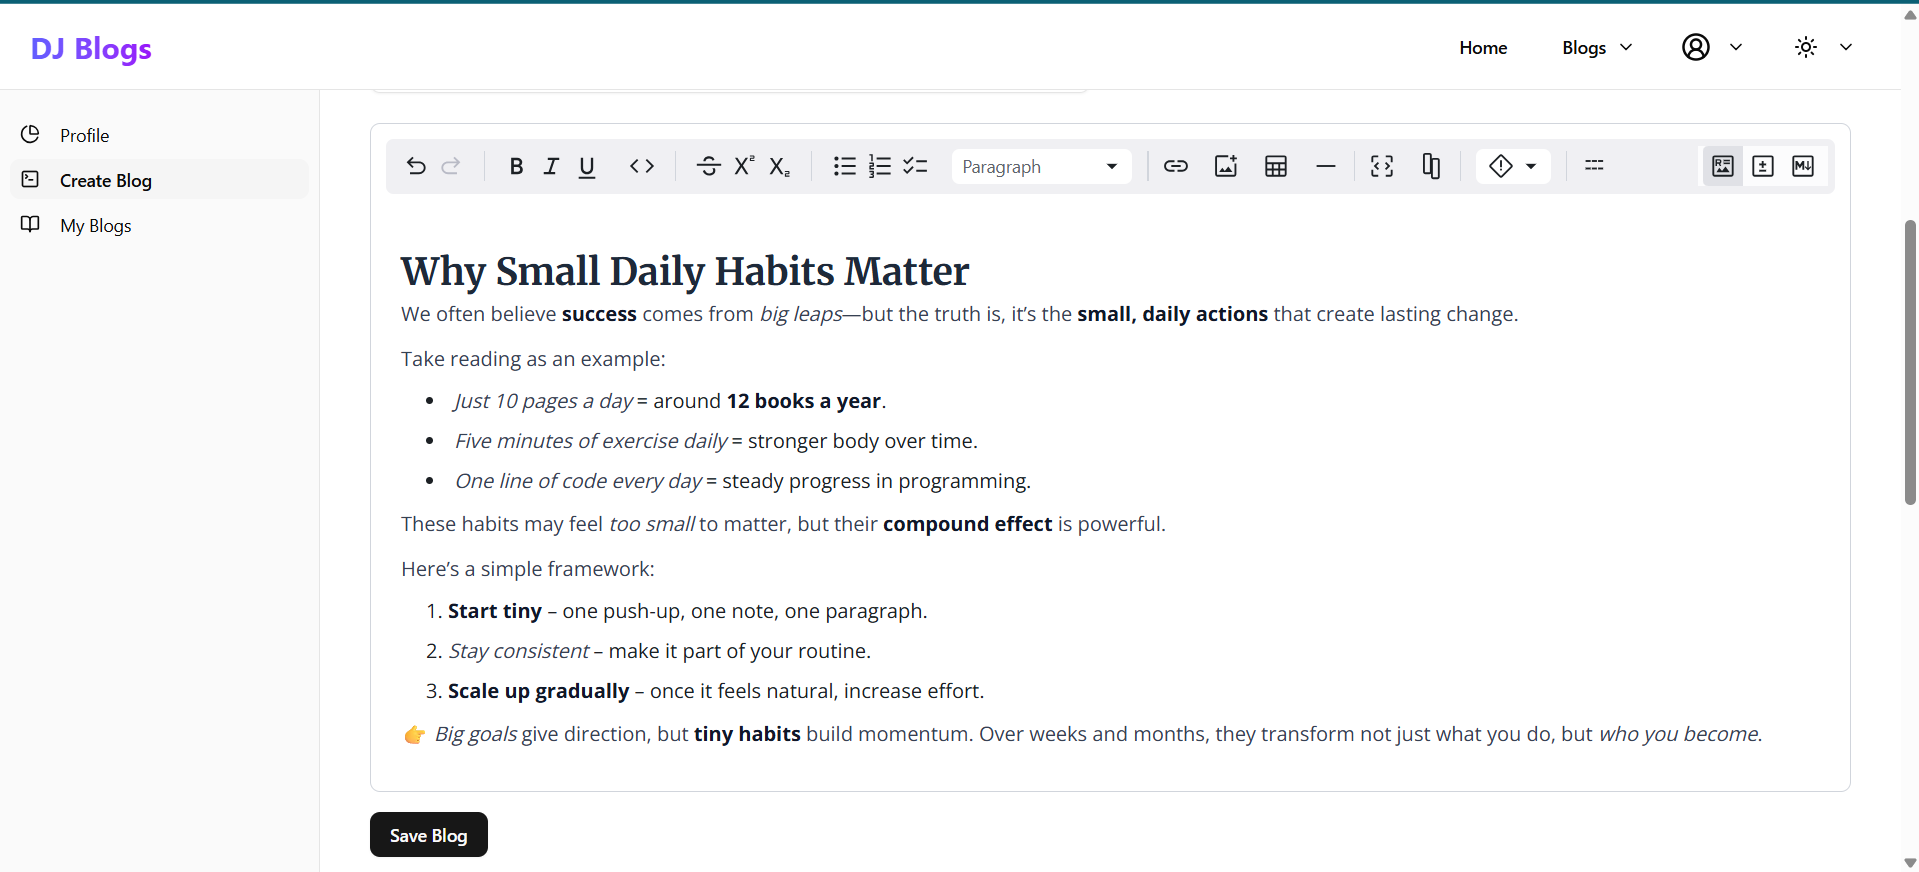 DJ Blogs
Home
Blogs
Profile
Create Blog
My Blogs
Paragraph
Why Small Daily Habits Matter
We often believe success comes from big leaps—but the truth is, it’s the small, daily actions that create lasting change.
Take reading as an example:
• Just 10 pages a day = around 12 books a year.
• Five minutes of exercise daily = stronger body over time.
• One line of code every day = steady progress in programming.
These habits may feel too small to matter, but their compound effect is powerful.
Here’s a simple framework:
1. Start tiny – one push-up, one note, one paragraph.
2. Stay consistent – make it part of your routine.
3. Scale up gradually – once it feels natural, increase effort.
👉 Big goals give direction, but tiny habits build momentum. Over weeks and months, they transform not just what you do, but who you become.
Save Blog